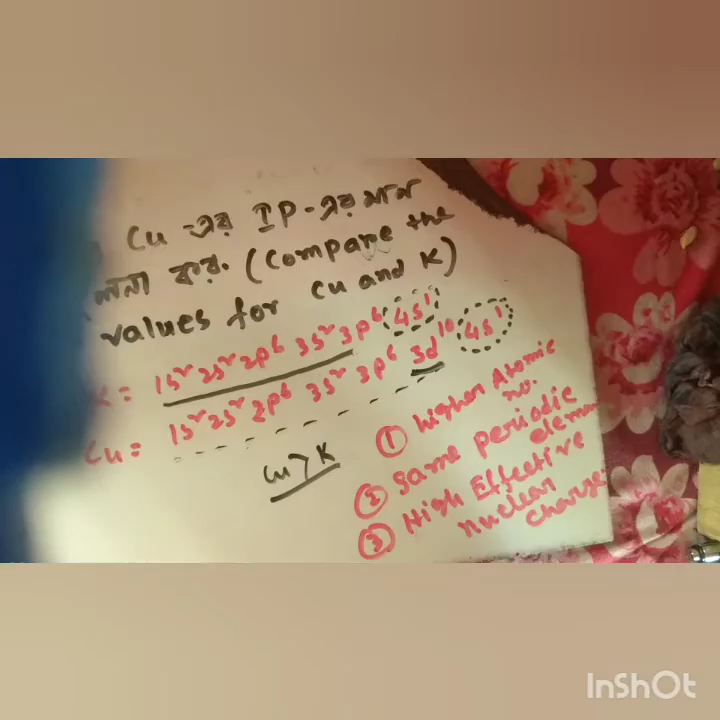 Cu -এর IP-এর মান
তুলনা কর. (Compare the
values for Cu and K)
K = 1s² 2s² 2p⁶ 3s² 3p⁶ 4s¹
Cu = 1s² 2s² 2p⁶ 3s² 3p⁶ 3d¹⁰ 4s¹
Cu > K
① Higher Atomic
no.
② Same periodic
elemen
③ High Effective
nuclear
charge.
InShOt